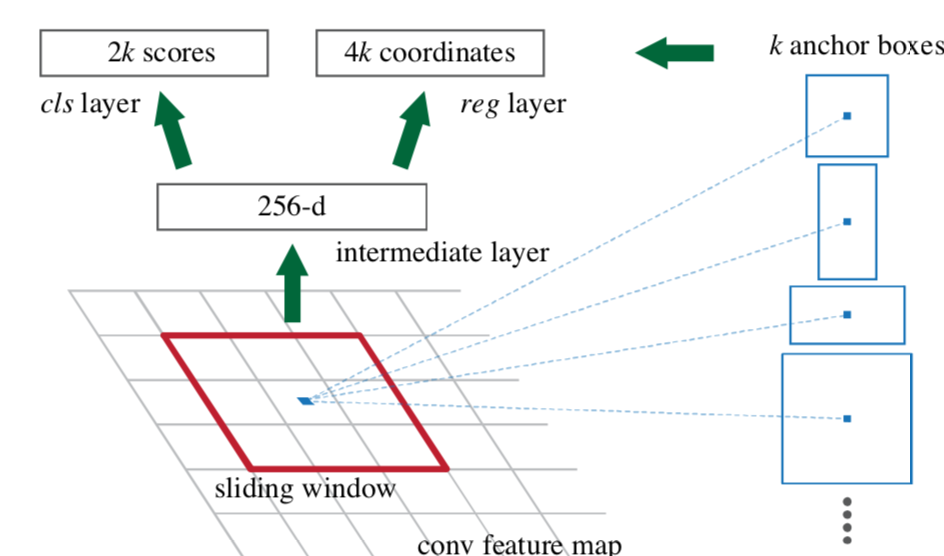 2k scores
4k coordinates
k anchor boxes
cls layer
reg layer
256-d
intermediate layer
sliding window
conv feature map